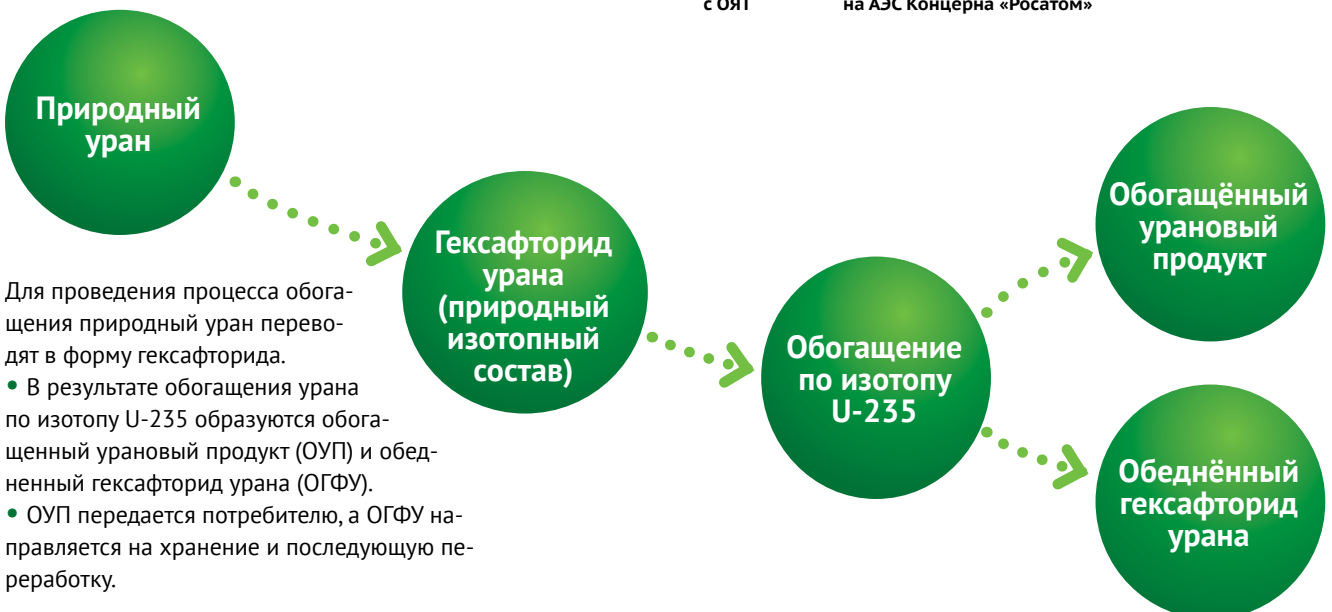 с ОЯТ
на АЭС Концерна «Росатом»
Природный
уран
Гексафторид
урана
(природный
изотопный
состав)
Обогащение
по изотопу
U-235
Обогащённый
урановый
продукт
Обеднённый
гексафторид
урана
Для проведения процесса обога-
щения природный уран перево-
дят в форму гексафторида.
• В результате обогащения урана
по изотопу U-235 образуются обога-
щенный урановый продукт (ОУП) и обед-
ненный гексафторид урана (ОГФУ).
• ОУП передается потребителю, а ОГФУ на-
правляется на хранение и последующую пе-
реработку.